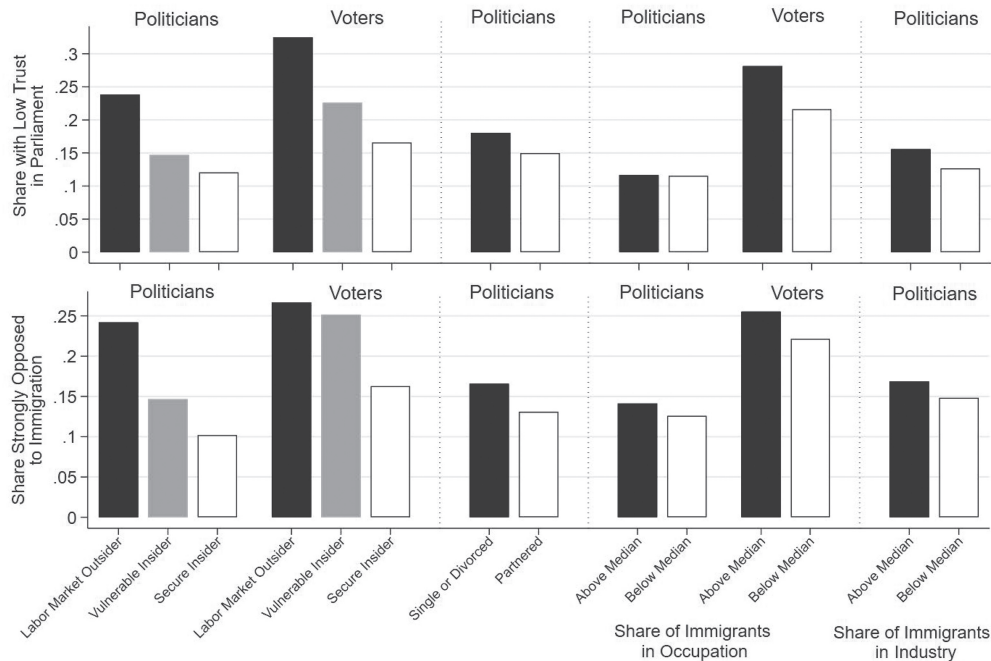 Politicians
Voters
Politicians
Politicians
Voters
Politicians
Share with Low Trust
in Parliament
.3
.25
.2
.15
.1
.05
0
Politicians
Voters
Politicians
Politicians
Voters
Politicians
Share Strongly Opposed
to Immigration
.25
.2
.15
.1
.05
0
Labor Market Outsider
Vulnerable Insider
Secure Insider
Labor Market Outsider
Vulnerable Insider
Secure Insider
Single or Divorced
Partnered
Above Median
Below Median
Above Median
Below Median
Above Median
Below Median
Share of Immigrants
in Occupation
Share of Immigrants
in Industry